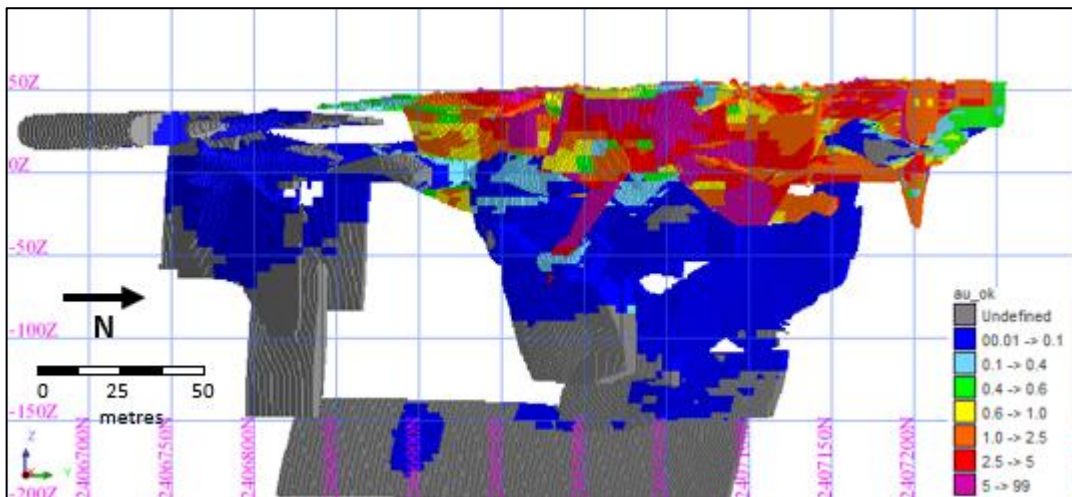 50Z
0Z
-50Z
-100Z
-150Z
-200Z
N
0 25 50
metres
2406700N
2406750N
2406800N
2407150N
2407200N
Z
Y
au_ok
Undefined
00.01 -> 0.1
0.1 -> 0.4
0.4 -> 0.6
0.6 -> 1.0
1.0 -> 2.5
2.5 -> 5
5 -> 99